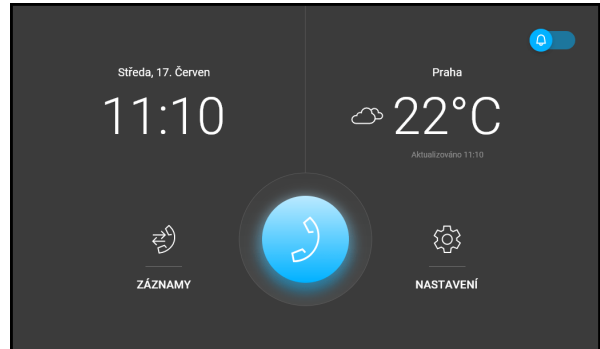 Středa, 17. Červen
11:10
Praha
22°C
Aktualizováno 11:10
ZÁZNAMY
NASTAVENÍ